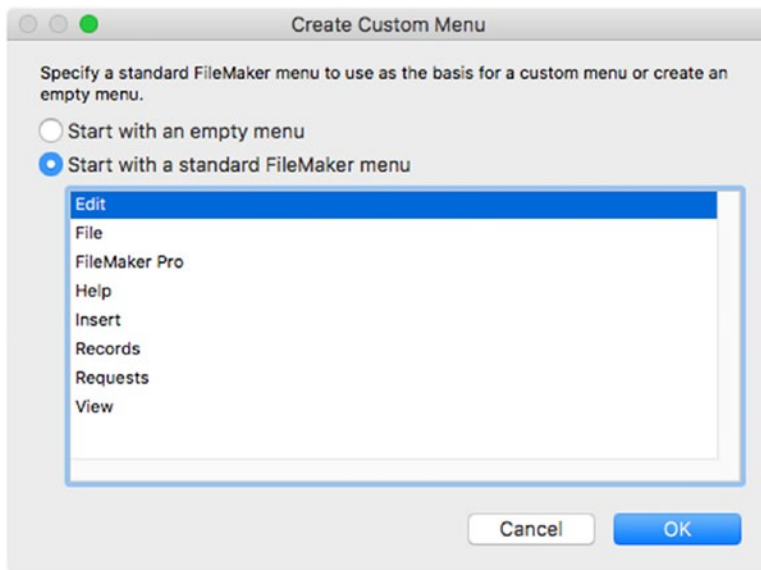 Create Custom Menu
Specify a standard FileMaker menu to use as the basis for a custom menu or create an
empty menu.
Start with an empty menu
Start with a standard FileMaker menu
Edit
File
FileMaker Pro
Help
Insert
Records
Requests
View
Cancel OK